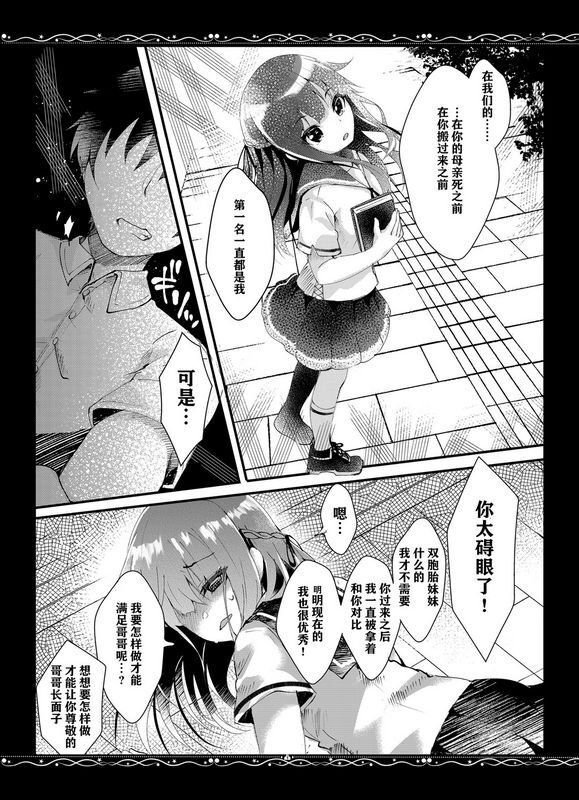 在我们的……
…在你的母亲死之前
在你搬过来之前
第一名一直都是我
可是…
你太碍眼了！
双胞胎妹妹
什么的
我才不需要
嗯…
你过来之后
我一直被拿着
和你对比
明明现在的
我也很优秀！
我要怎样做才能
满足哥哥呢…？
想想要怎样做
才能让你尊敬的
哥哥长面子